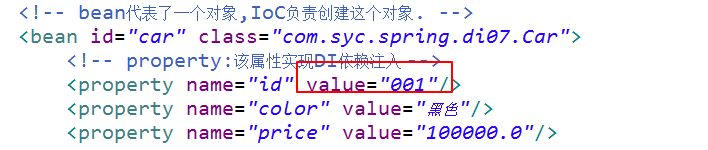 <!-- bean代表了一个对象,IoC负责创建这个对象. -->
<bean id="car" class="com.syc.spring.di07.Car">
<!-- property:该属性实现DI依赖注入 -->
<property name="id" value="001"/>
<property name="color" value="黑色"/>
<property name="price" value="100000.0"/>